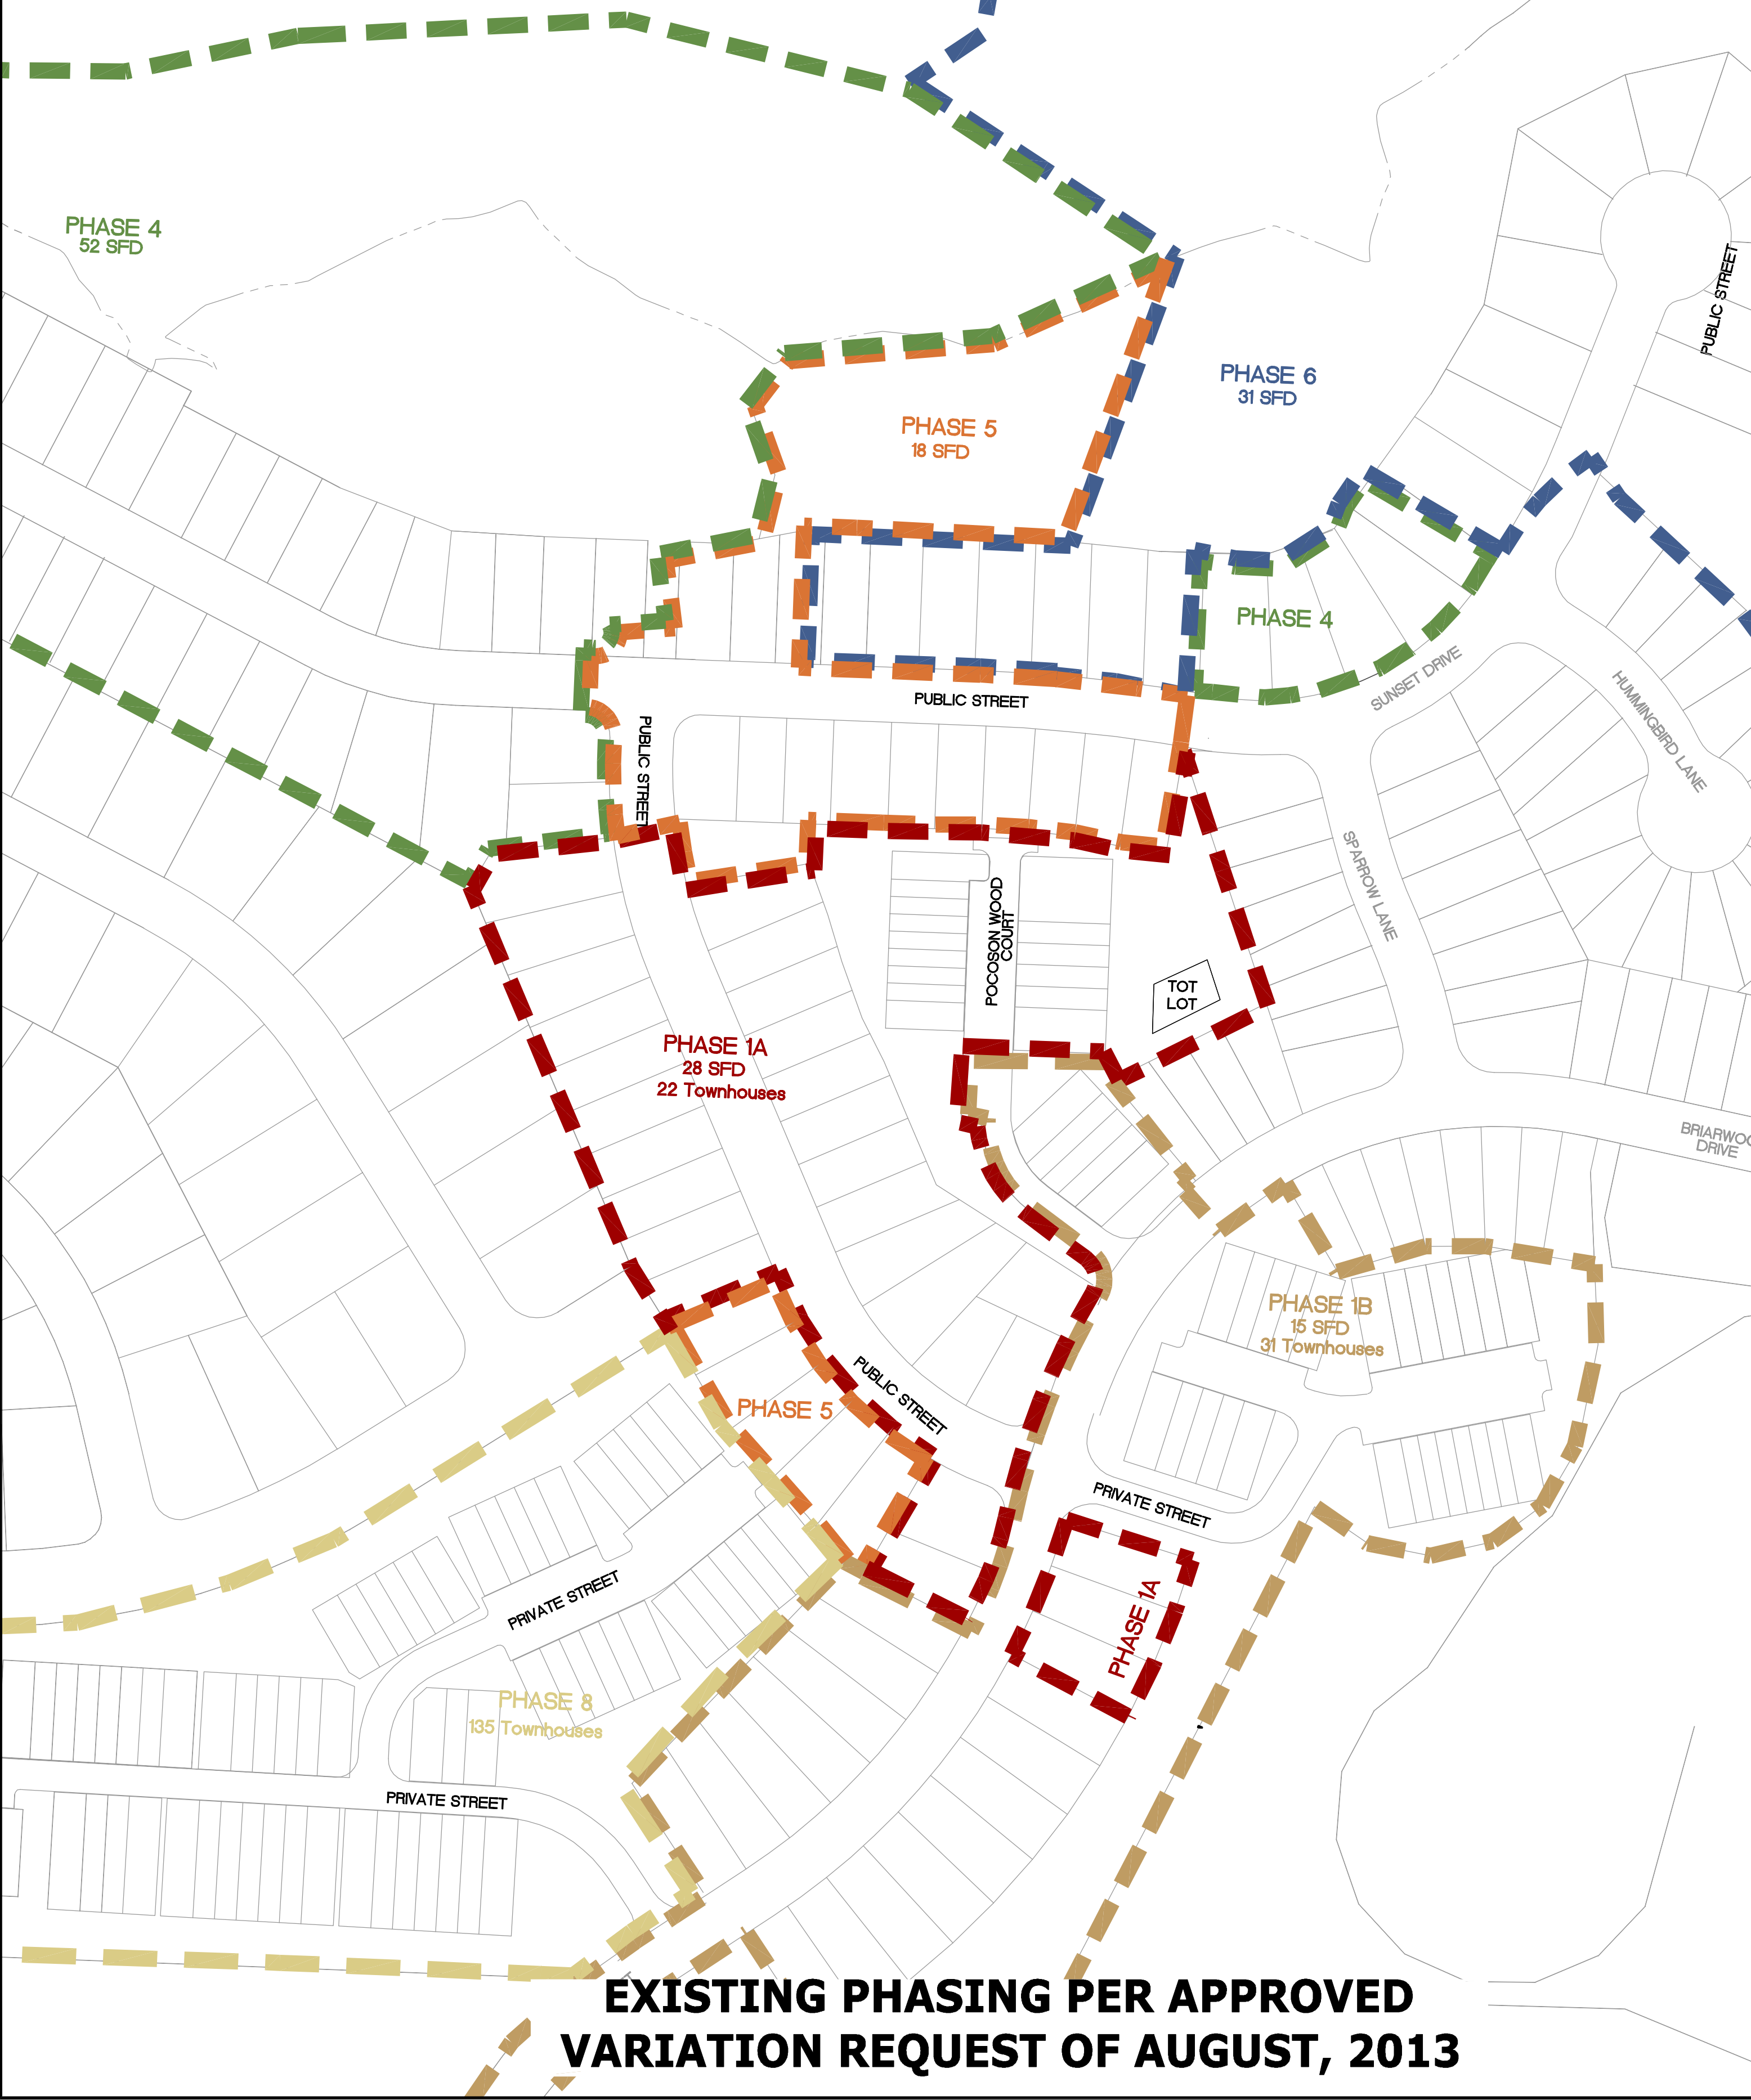 PHASE 4
52 SFD
PUBLIC STREET
PHASE 6
31 SFD
PHASE 5
18 SFD
PHASE 4
SUNSET DRIVE
HUMMINGBIRD LANE
PUBLIC STREET
PUBLIC STREET
SPARROW LANE
POCOSON WOOD
COURT
TOT
LOT
PHASE 1A
28 SFD
22 Townhouses
DRIVE
PHASE 1B
15 SFD
31 Townhouses
PUBLIC STREET
PHASE 5
PRIVATE STREET
PHASE 1A
PRIVATE STREET
PHASE 8
135 Townhouses
PRIVATE STREET
EXISTING PHASING PER APPROVED
VARIATION REQUEST OF AUGUST, 2013